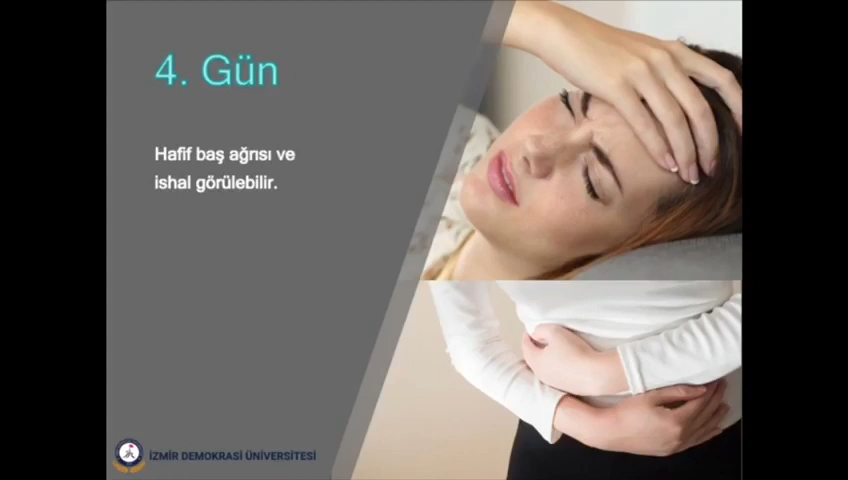 4. Gün
Hafif baş ağrısı ve
ishal görülebilir.
İZMİR DEMOKRASİ ÜNİVERSİTESİ